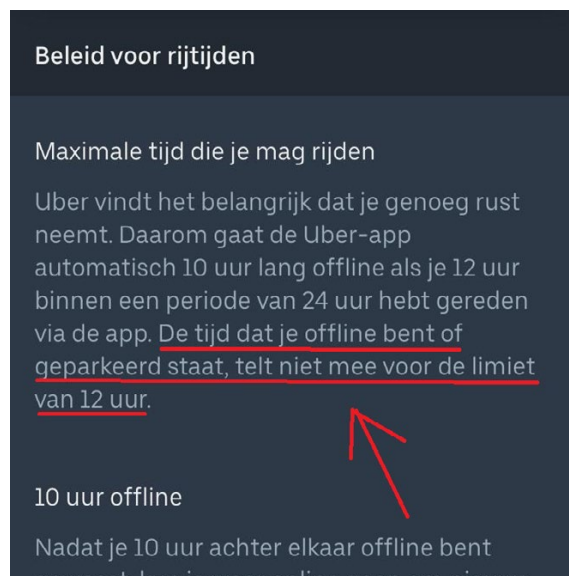 Beleid voor rijtijden
Maximale tijd die je mag rijden
Uber vindt het belangrijk dat je genoeg rust
neemt. Daarom gaat de Uber-app
automatisch 10 uur lang offline als je 12 uur
binnen een periode van 24 uur hebt gereden
via de app. De tijd dat je offline bent of
geparkeerd staat, telt niet mee voor de limiet
van 12 uur.
10 uur offline
Nadat je 10 uur achter elkaar offline bent